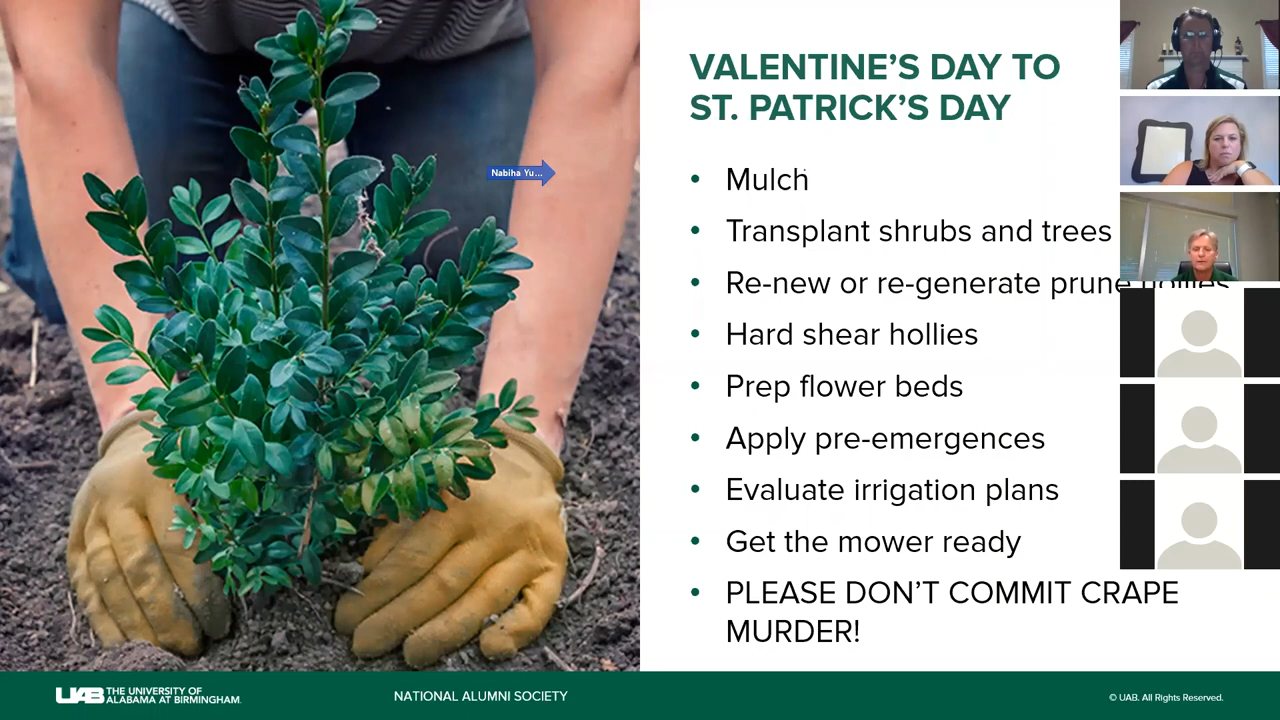 VALENTINE'S DAY TO
ST. PATRICK'S DAY
Nabiha Yu...
• Mulch
• Transplant shrubs and trees
• Re-new or re-generate prune hollies
• Hard shear hollies
• Prep flower beds
• Apply pre-emergences
• Evaluate irrigation plans
• Get the mower ready
• PLEASE DON'T COMMIT CRAPE
MURDER!
UAB THE UNIVERSITY OF
ALABAMA AT BIRMINGHAM.
NATIONAL ALUMNI SOCIETY
© UAB. All Rights Reserved.